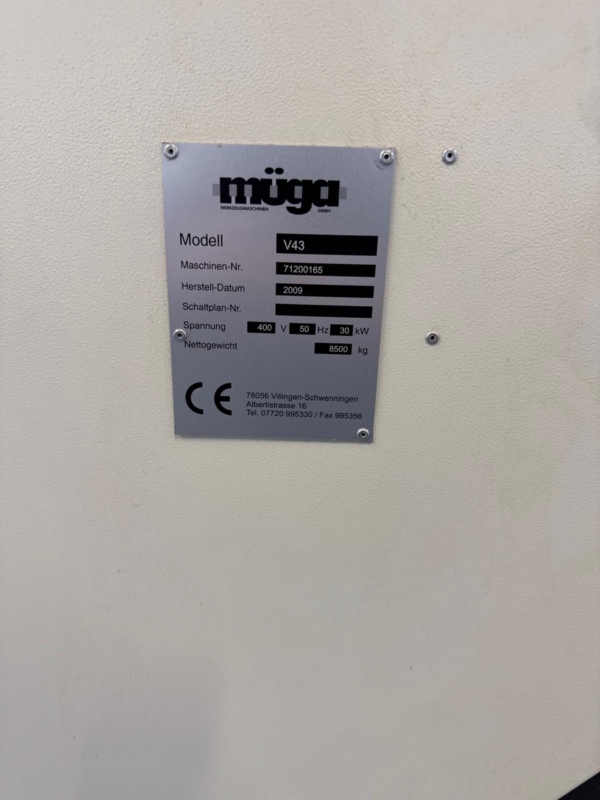 müga
WERKZEUGMASCHINEN GMBH
Modell V43
Maschinen-Nr. 71200165
Herstell-Datum 2009
Schaltplan-Nr.
Spannung 400 V 50 Hz 30 kW
Nettogewicht 8500 kg
CE
78056 Villingen-Schwenningen
Albertistrasse 16
Tel. 07720 995330 / Fax 995356